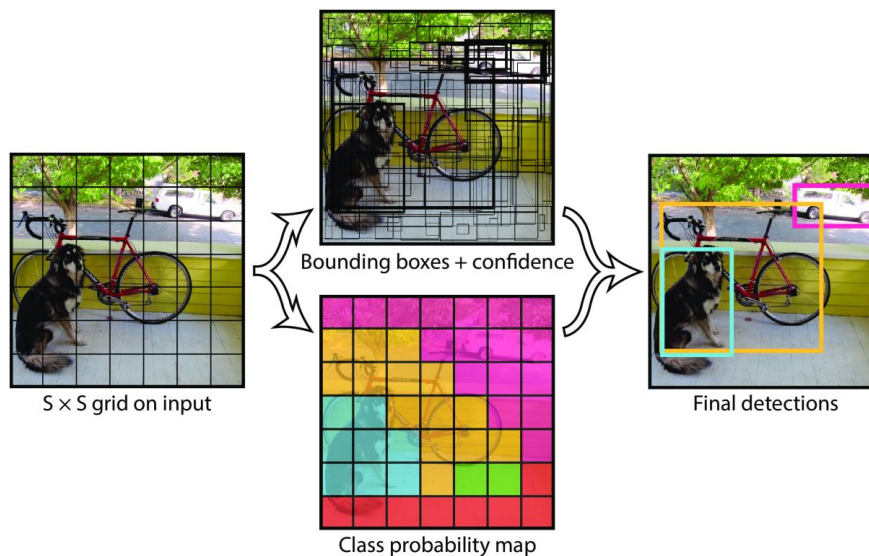 S × S grid on input
Bounding boxes + confidence
Class probability map
Final detections